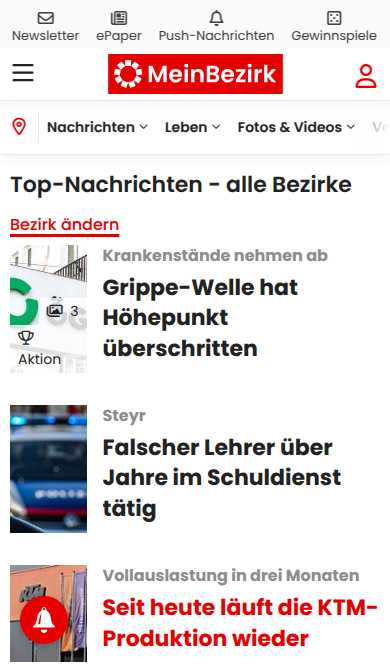 Newsletter
ePaper
Push-Nachrichten
Gewinnspiele
MeinBezirk
Nachrichten
Leben
Fotos & Videos
Top-Nachrichten - alle Bezirke
Bezirk ändern
3
Aktion
Krankenstände nehmen ab
Grippe-Welle hat
Höhepunkt
überschritten
Steyr
Falscher Lehrer über
Jahre im Schuldienst
tätig
Vollauslastung in drei Monaten
Seit heute läuft die KTM-
Produktion wieder